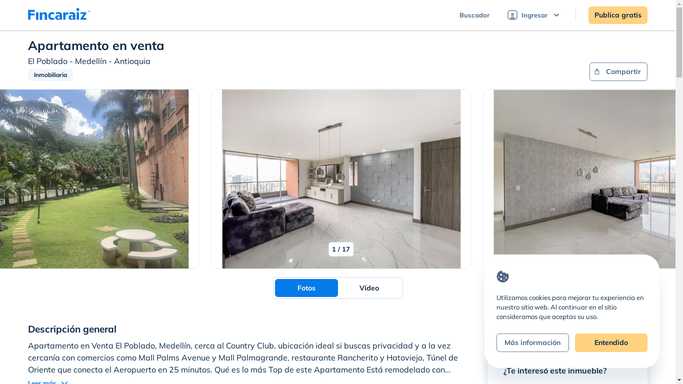 Fincaraiz
Buscador
Ingresar
Publica gratis
Apartamento en venta
El Poblado - Medellín - Antioquia
Inmobiliaria
Compartir
1 / 17
Fotos
Video
Descripción general
Apartamento en Venta El Poblado, Medellín, cerca al Country Club, ubicación ideal si buscas privacidad y a la vez
cercanía con comercios como Mall Palms Avenue y Mall Palmagrande, restaurante Rancherito y Hatoviejo, Túnel de
Oriente que conecta el Aeropuerto en 25 minutos. Qué es lo más Top de este Apartamento Está remodelado con...
Leer más
Utilizamos cookies para mejorar tu experiencia en
nuestro sitio web. Al continuar en el sitio
consideramos que aceptas su uso.
Más información
Entendido
¿Te interesó este inmueble?